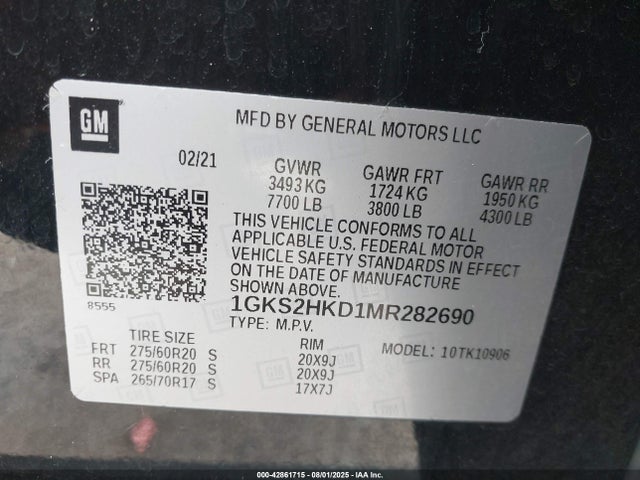 GM
MFD BY GENERAL MOTORS LLC
02/21
GVWR GAWR FRT GAWR RR
3493 KG 1724 KG 1950 KG
7700 LB 3800 LB 4300 LB
THIS VEHICLE CONFORMS TO ALL
APPLICABLE U.S. FEDERAL MOTOR
VEHICLE SAFETY STANDARDS IN EFFECT
ON THE DATE OF MANUFACTURE
SHOWN ABOVE.
8555
1GKS2HKD1MR282690
TYPE: M.P.V.
TIRE SIZE RIM MODEL: 10TK10906
FRT 275/60R20 S 20X9J
RR 275/60R20 S 20X9J
SPA 265/70R17 S 17X7J
000-42861715 - 08/01/2025 - IAA Inc.